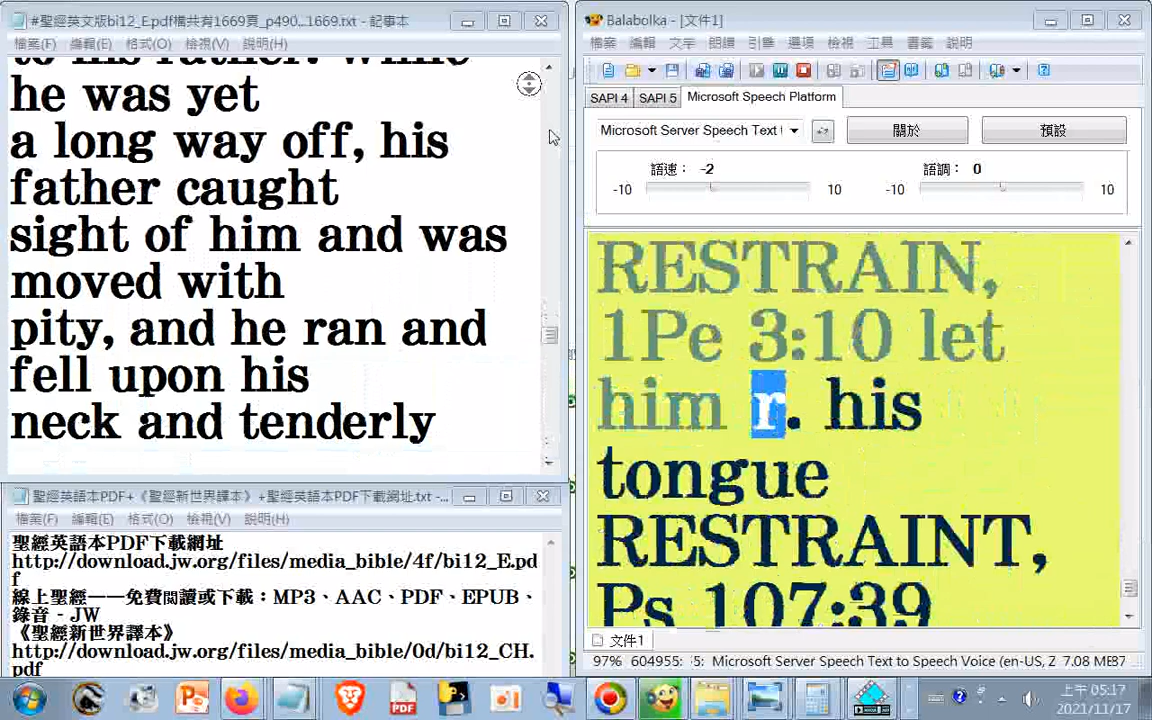 #聖經英文版bi12_E.pdf檔共有1669頁_p490,,,1669.txt - 記事本
檔案(F) 編輯(E) 格式(O) 檢視(V) 說明(H)
to his father. While
he was yet
a long way off, his
father caught
sight of him and was
moved with
pity, and he ran and
fell upon his
neck and tenderly
聖經英語本PDF+《聖經新世界譯本》+聖經英語本PDF下載網址.txt - ...
檔案(F) 編輯(E) 格式(O) 檢視(V) 說明(H)
聖經英語本PDF下載網址
http://download.jw.org/files/media_bible/4f/bi12_E.pd
f
線上聖經——免費閱讀或下載：MP3、AAC、PDF、EPUB、
錄音 - JW
《聖經新世界譯本》
http://download.jw.org/files/media_bible/0d/bi12_CH.
pdf
Balabolka - [文件1]
檔案 編輯 文字 朗讀 引擎 選項 檢視 工具 書籤 說明
SAPI 4 SAPI 5 Microsoft Speech Platform
Microsoft Server Speech Text 關於 預設
語速： -2 語調： 0
-10 10 -10 10
RESTRAIN,
1Pe 3:10 let
him r. his
tongue
RESTRAINT,
Ps 107:39
文件1
97% 604955: 5: Microsoft Server Speech Text to Speech Voice (en-US, Z 7.08 MB
上午 05:17
2021/11/17